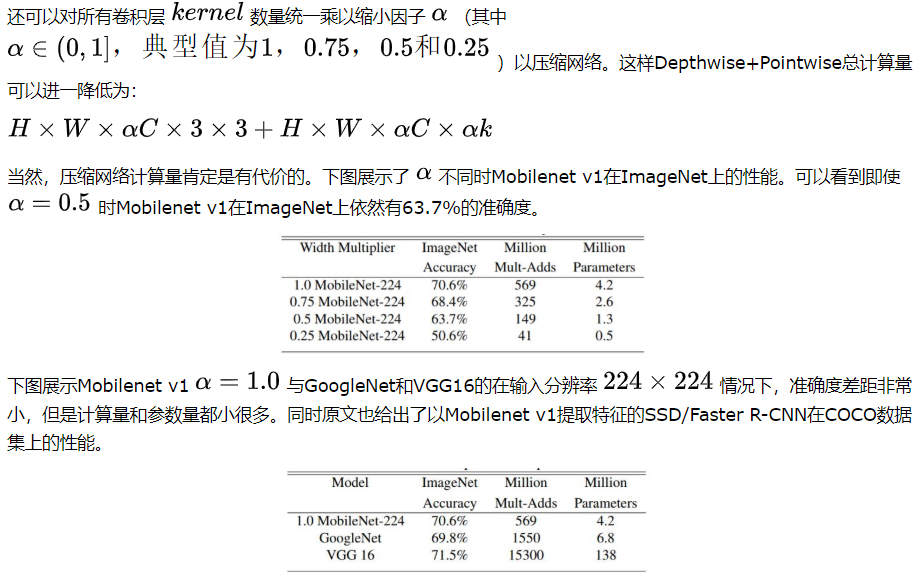 还可以对所有卷积层 kernel 数量统一乘以缩小因子 α （其中
α ∈ (0, 1]，典型值为1，0.75，0.5和0.25 ）以压缩网络。这样Depthwise+Pointwise总计算量
可以进一降低为：
H × W × αC × 3 × 3 + H × W × αC × αk
当然，压缩网络计算量肯定是有代价的。下图展示了 α 不同时Mobilenet v1在ImageNet上的性能。可以看到即使
α = 0.5 时Mobilenet v1在ImageNet上依然有63.7%的准确度。
Width Multiplier ImageNet Million Million
Accuracy Mult-Adds Parameters
1.0 MobileNet-224 70.6% 569 4.2
0.75 MobileNet-224 68.4% 325 2.6
0.5 MobileNet-224 63.7% 149 1.3
0.25 MobileNet-224 50.6% 41 0.5
下图展示Mobilenet v1 α = 1.0 与GoogleNet和VGG16的在输入分辨率 224 × 224 情况下，准确度差距非常
小，但是计算量和参数量都小很多。同时原文也给出了以Mobilenet v1提取特征的SSD/Faster R-CNN在COCO数据
集上的性能。
Model ImageNet Million Million
Accuracy Mult-Adds Parameters
1.0 MobileNet-224 70.6% 569 4.2
GoogleNet 69.8% 1550 6.8
VGG 16 71.5% 15300 138